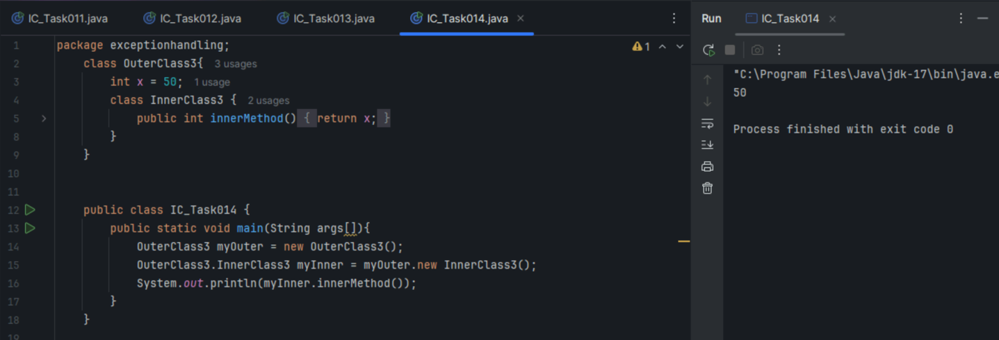 IC_Task011.java IC_Task012.java IC_Task013.java IC_Task014.java
1 package exceptionhandling;
2 class OuterClass3{ 3 usages
3 int x = 50; 1 usage
4 class InnerClass3 { 2 usages
5 public int innerMethod() { return x; }
8 }
9 }
10
11
12 public class IC_Task014 {
13 public static void main(String args[]){
14 OuterClass3 myOuter = new OuterClass3();
15 OuterClass3.InnerClass3 myInner = myOuter.new InnerClass3();
16 System.out.println(myInner.innerMethod());
17 }
18 }
19
1
Run IC_Task014
"C:\Program Files\Java\jdk-17\bin\java.e
50
Process finished with exit code 0